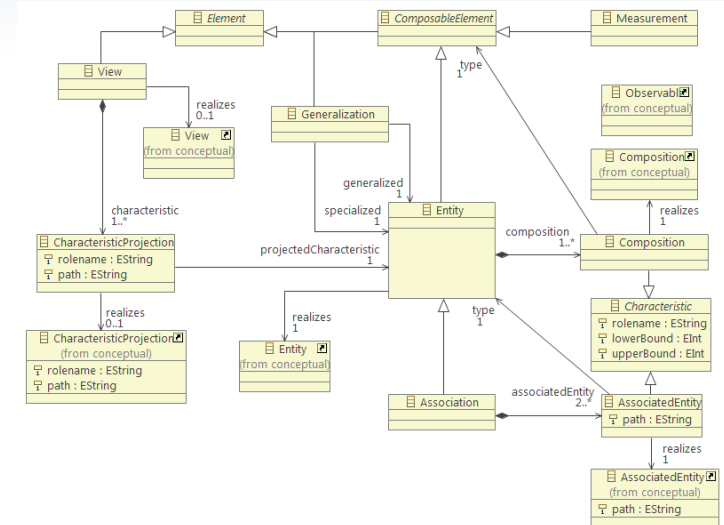 Element
ComposableElement
Measurement
View
type
1
realizes
0..1
Generalization
Observabl
(from conceptual)
View
(from conceptual)
Composition
(from conceptual)
generalized
1
specialized
1
characteristic
1..*
Entity
composition
1..*
realizes
1
Composition
CharacteristicProjection
rolename : EString
path : EString
projectedCharacteristic
1
realizes
0..1
realizes
1
type
1
Characteristic
rolename : EString
lowerBound : EInt
upperBound : EInt
CharacteristicProjection
(from conceptual)
rolename : EString
path : EString
Entity
(from conceptual)
Association
associatedEntity
2..*
AssociatedEntity
path : EString
realizes
1
AssociatedEntity
(from conceptual)
path : EString